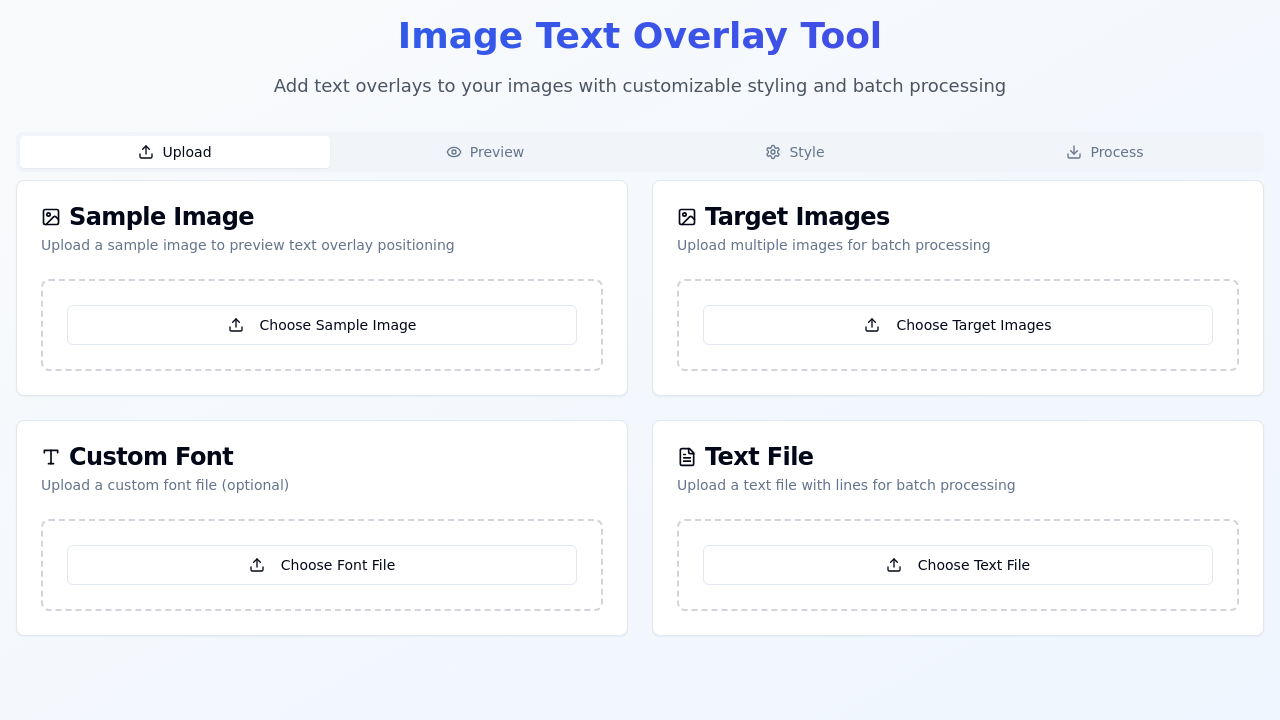 Image Text Overlay Tool
Add text overlays to your images with customizable styling and batch processing
Upload
Preview
Style
Process
Sample Image
Upload a sample image to preview text overlay positioning
Choose Sample Image
Target Images
Upload multiple images for batch processing
Choose Target Images
Custom Font
Upload a custom font file (optional)
Choose Font File
Text File
Upload a text file with lines for batch processing
Choose Text File